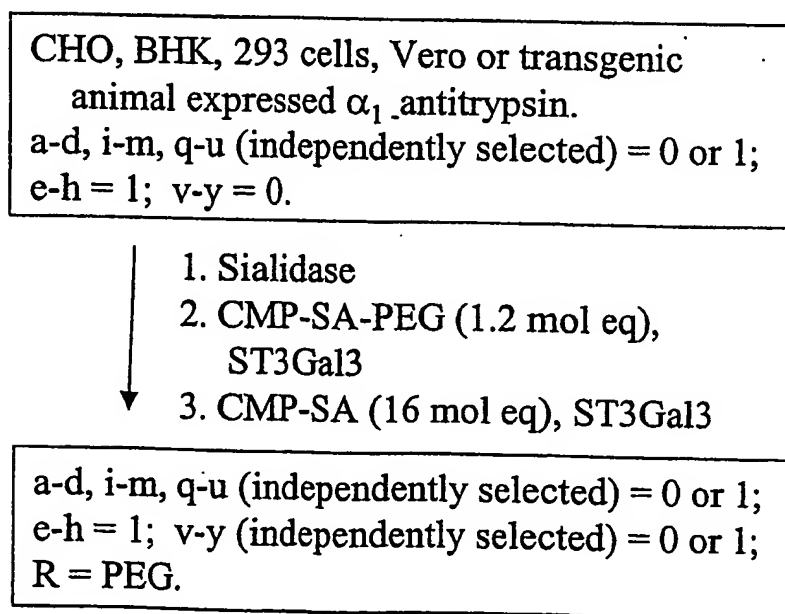 CHO, BHK, 293 cells, Vero or transgenic
animal expressed α₁ -antitrypsin.
a-d, i-m, q-u (independently selected) = 0 or 1;
e-h = 1; v-y = 0.
1. Sialidase
2. CMP-SA-PEG (1.2 mol eq),
ST3Gal3
3. CMP-SA (16 mol eq), ST3Gal3
a-d, i-m, q-u (independently selected) = 0 or 1;
e-h = 1; v-y (independently selected) = 0 or 1;
R = PEG.